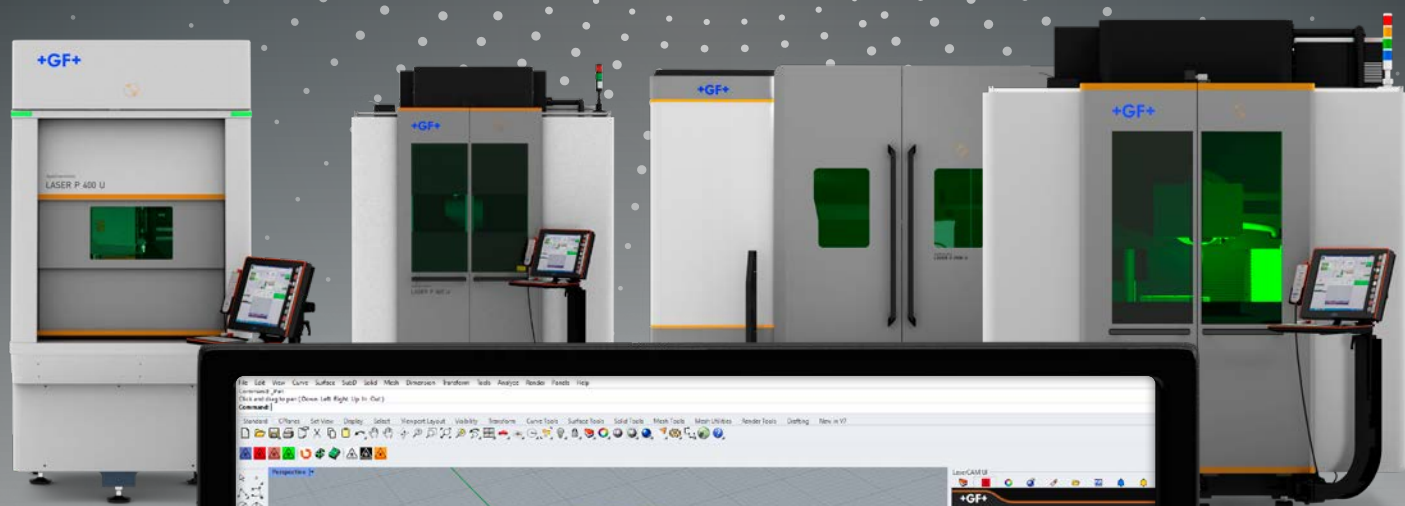 +GF+
+GF+
+GF+
+GF+
LASER P 400 U
File Edit View Curve Surface SubD Solid Mesh Dimension Transform Tools Analyze Render Panels Help
Click and drag to pan ( Down Left Right Up In Out )
Command:
Standard CPlanes Set View Display Select Viewport Layout Visibility Transform Curve Tools Surface Tools Solid Tools Mesh Tools Mesh Utilities Render Tools Drafting New in V7
Perspective
LaserCAM UI
+GF+